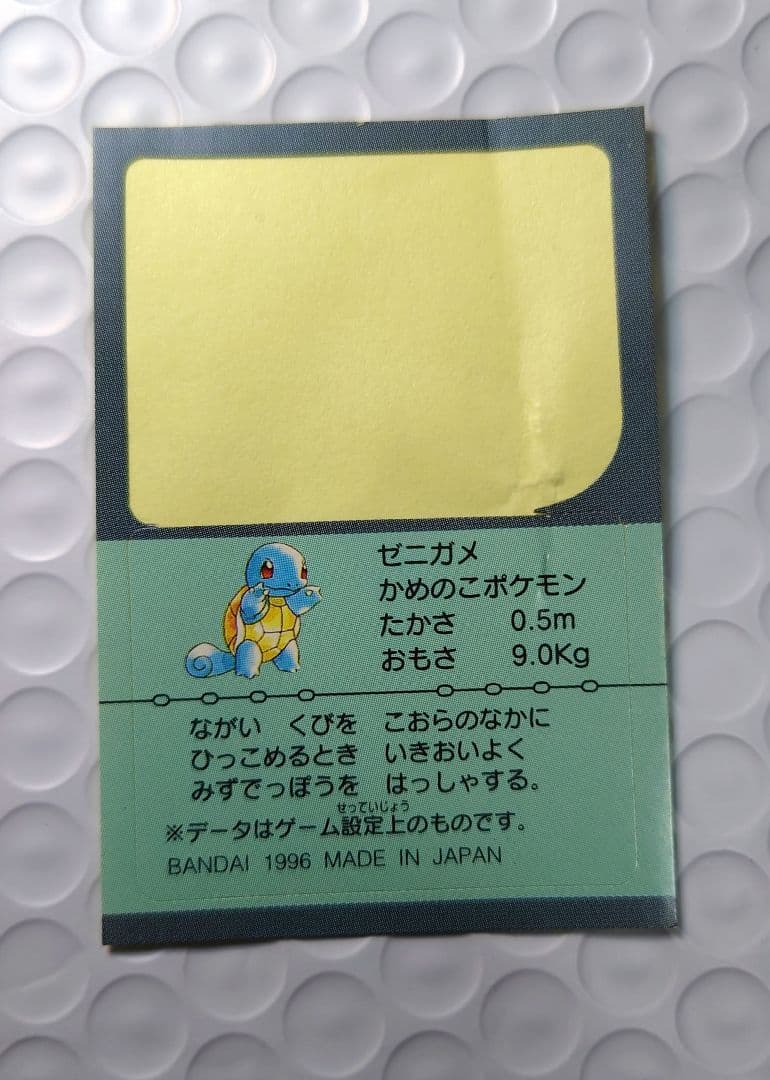 ゼニガメ
かめのこポケモン
たかさ 0.5m
おもさ 9.0Kg
ながい くびを こおらのなかに
ひっこめるとき いきおいよく
みずでっぽうを はっしゃする。
せっていじょう
※データはゲーム設定上のものです。
BANDAI 1996 MADE IN JAPAN